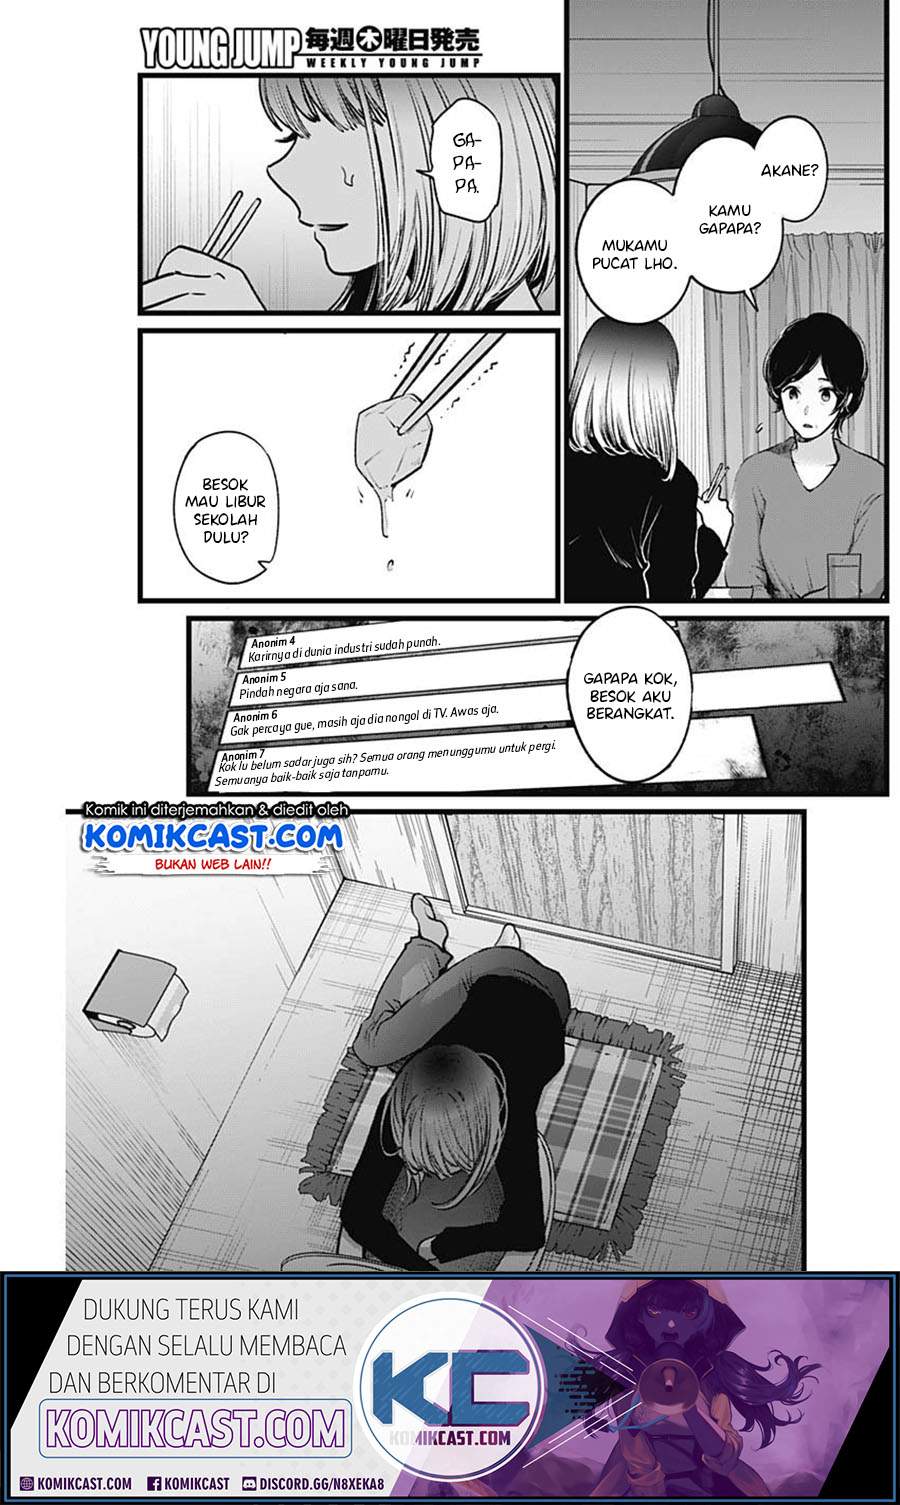 YOUNG JUMP 毎週木曜日発売
WEEKLY YOUNG JUMP
AKANE?
KAMU
GAPAPA?
MUKAMU
PUCAT LHO.
GA-
PA-
PA.
BESOK
MAU LIBUR
SEKOLAH
DULU?
GAPAPA KOK,
BESOK AKU
BERANGKAT.
Anonim 4
Karirnya di dunia industri sudah punah.
Anonim 5
Pindah negara aja sana.
Anonim 6
Gak percaya gue, masih aja dia nongol di TV. Awas aja.
Anonim 7
Kok lu belum sadar juga sih? Semua orang menunggumu untuk pergi.
Semuanya baik-baik saja tanpamu.
Komik ini diterjemahkan & diedit oleh
KOMIKCAST.COM
BUKAN WEB LAIN!!
DUKUNG TERUS KAMI
DENGAN SELALU MEMBACA
DAN BERKOMENTAR DI
KOMIKCAST.COM
KOMIKCAST.COM KOMIKCAST DISCORD.GG/N8XEKA8
KC
KOMIKCAST.COM